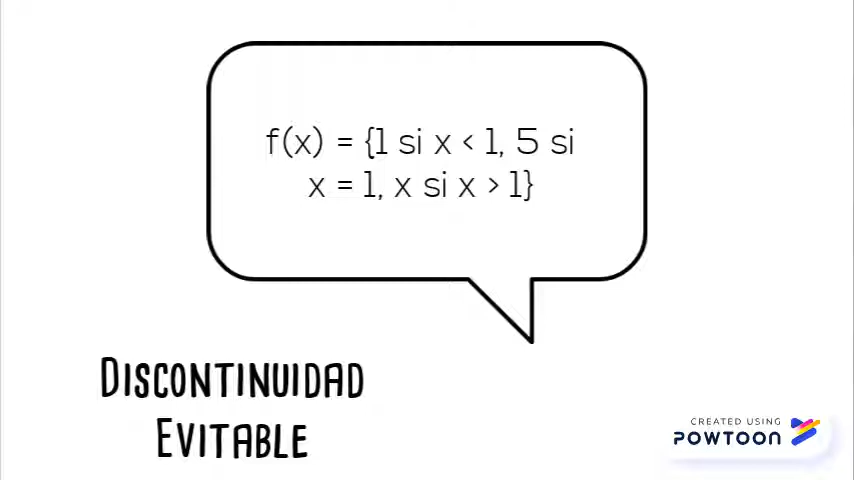 f(x) = {1 si x < 1, 5 si
x = 1, x si x > 1}
DISCONTINUIDAD
EVITABLE
CREATED USING
POWTOON